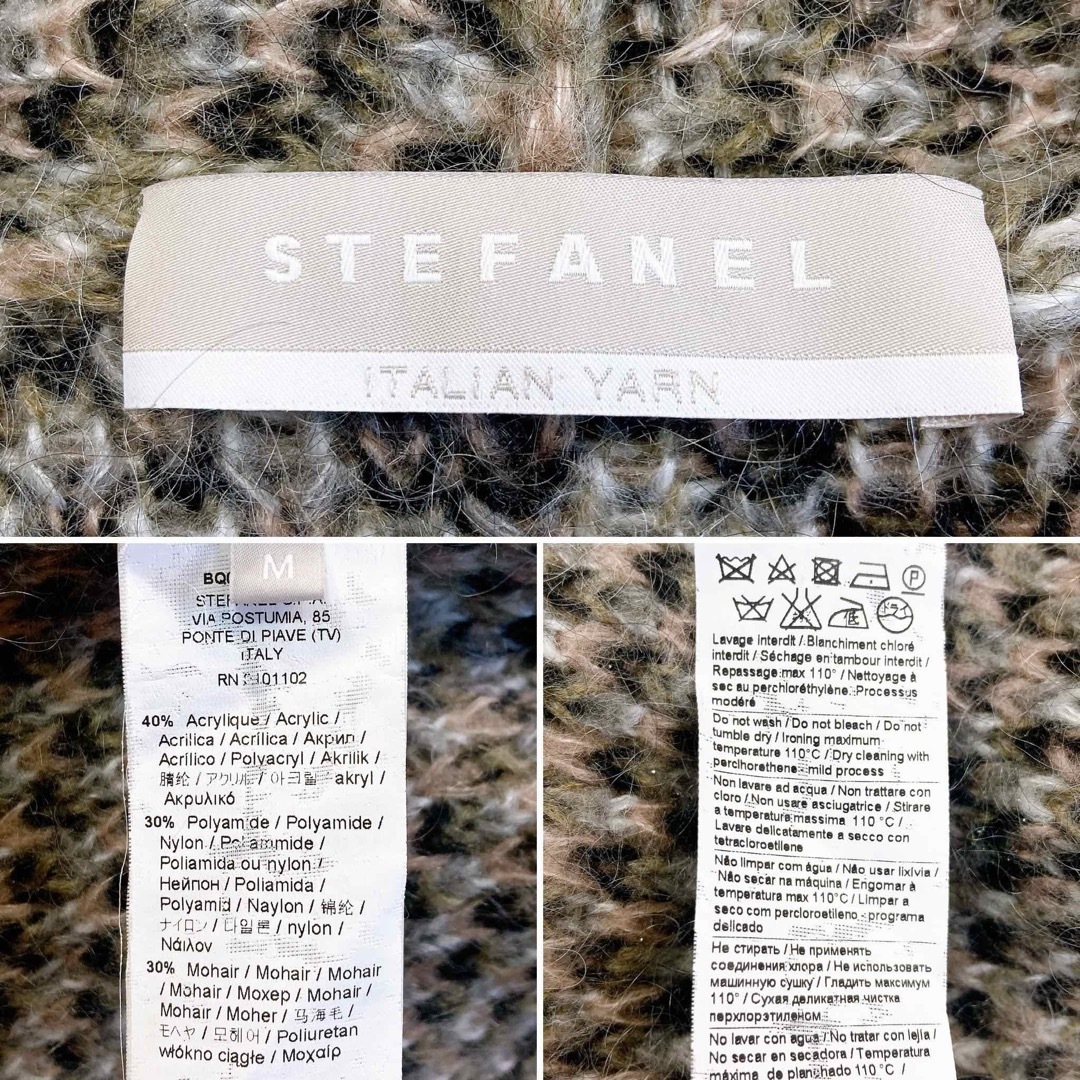 STEFANEL
ITALIAN YARN
M
VIA POSTUMIA, 85
PONTE DI PIAVE (TV)
ITALY
RN 101102
40% Acrylique / Acrylic /
Acrilica / Acrílica / Акрил /
Acrílico / Polyacryl / Akrilik /
腈纶 / アクリル / 아크릴 / akryl /
Ακρυλικό
30% Polyamide / Polyamide /
Nylon / Poliammide /
Poliamida ou nylon /
Нейпон / Poliamida /
Polyamid / Naylon / 锦纶 /
ナイロン / 나일론 / nylon /
Νάιλον
30% Mohair / Mohair / Mohair
/ Mohair / Мохер / Mohair /
Mohair / Moher / 马海毛 /
モヘヤ / 모헤어 / Poliuretan
włókno ciągłe / Μοχαίρ
P
ドライ
Lavage interdit / Blanchiment chloré
interdit / Séchage en tambour interdit /
Repassage max 110° / Nettoyage à
sec au perchloréthylène. Processus
modéré
Do not wash / Do not bleach / Do not
tumble dry / Ironing maximum
temperature 110°C / Dry cleaning with
perclhorethene - mild process
Non lavare ad acqua / Non trattare con
cloro / Non usare asciugatrice / Stirare
a temperatura massima 110 °C /
Lavare delicatamente a secco con
tetracloroetilene
Não limpar com água / Não usar lixívia /
Não secar na máquina / Engomar à
temperatura max 110°C / Limpar a
seco com percloroetileno - programa
delicado
Не стирать / Не применять
соединения хлора / Не использовать
машинную сушку / Гладить максимум
110° / Сухая деликатная чистка
перхлорэтиленом
No lavar con agua / No tratar con lejia /
No secar en secadora / Temperatura
máxima de planchado 110°C /